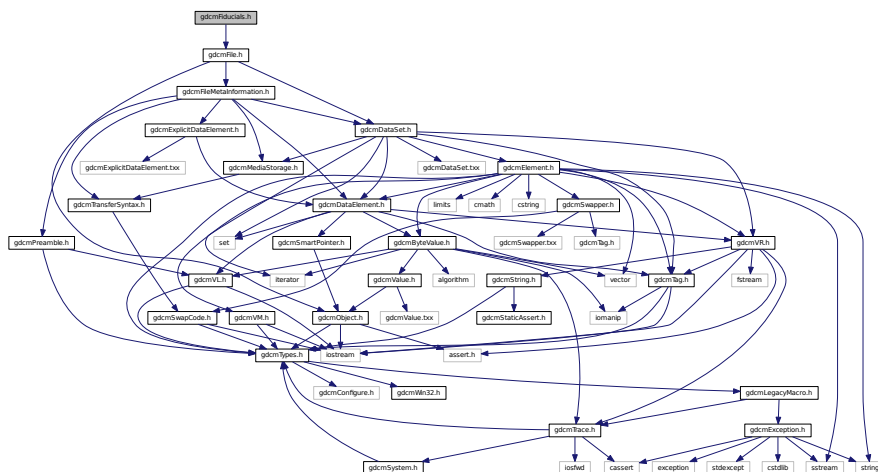 gdcmFiducials.h
gdcmFile.h
gdcmFileMetaInformation.h
gdcmExplicitDataElement.h
gdcmDataSet.h
gdcmExplicitDataElement.txx
gdcmMediaStorage.h
gdcmDataSet.txx
gdcmElement.h
gdcmTransferSyntax.h
gdcmDataElement.h
limits
cmath
cstring
gdcmSwapper.h
gdcmPreamble.h
set
gdcmSmartPointer.h
gdcmByteValue.h
gdcmSwapper.txx
gdcmTag.h
gdcmVR.h
gdcmVL.h
iterator
gdcmValue.h
algorithm
gdcmString.h
vector
gdcmTag.h
fstream
gdcmSwapCode.h
gdcmVM.h
gdcmObject.h
gdcmValue.txx
gdcmStaticAssert.h
iomanip
gdcmTypes.h
iostream
assert.h
gdcmConfigure.h
gdcmWin32.h
gdcmLegacyMacro.h
gdcmTrace.h
gdcmException.h
gdcmSystem.h
iosfwd
cassert
exception
stdexcept
cstdlib
sstream
string